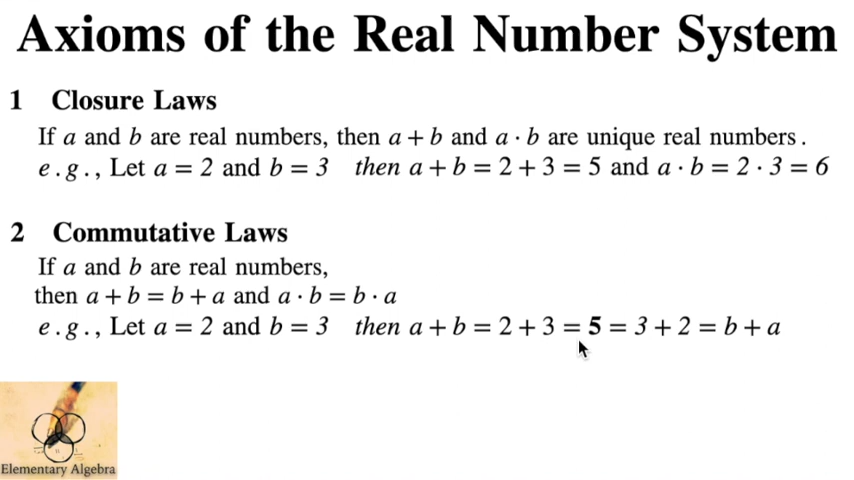 Axioms of the Real Number System
1 Closure Laws
If a and b are real numbers, then a + b and a · b are unique real numbers.
e.g., Let a = 2 and b = 3 then a + b = 2 + 3 = 5 and a · b = 2 · 3 = 6
2 Commutative Laws
If a and b are real numbers,
then a + b = b + a and a · b = b · a
e.g., Let a = 2 and b = 3 then a + b = 2 + 3 = 5 = 3 + 2 = b + a
Elementary Algebra